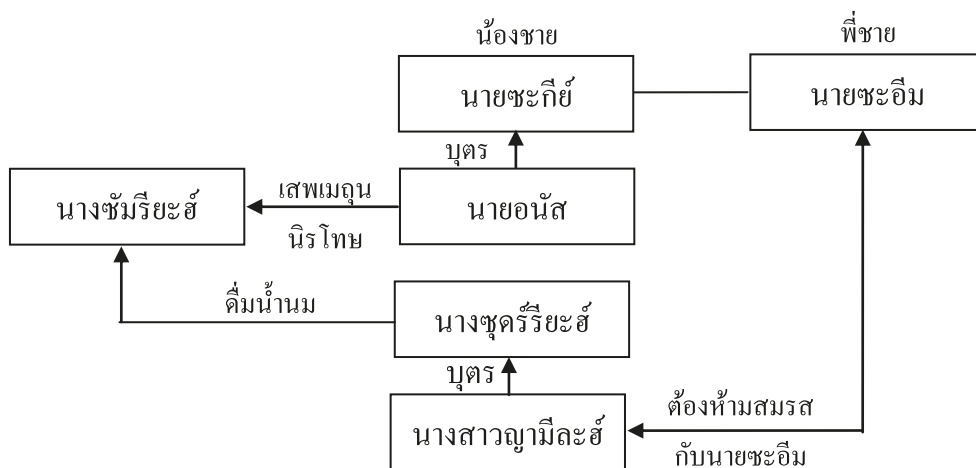 น้องชาย
พี่ชาย
นายซะกีย์
นายซะอีม
บุตร
นางซัมรียะฮ์
เสพเมถุน
นายอนัส
นิรโทษ
ดื่มน้ำนม
นางซุดร์รียะฮ์
บุตร
ต้องห้ามสมรส
นางสาวญามีละฮ์
กับนายซะอีม